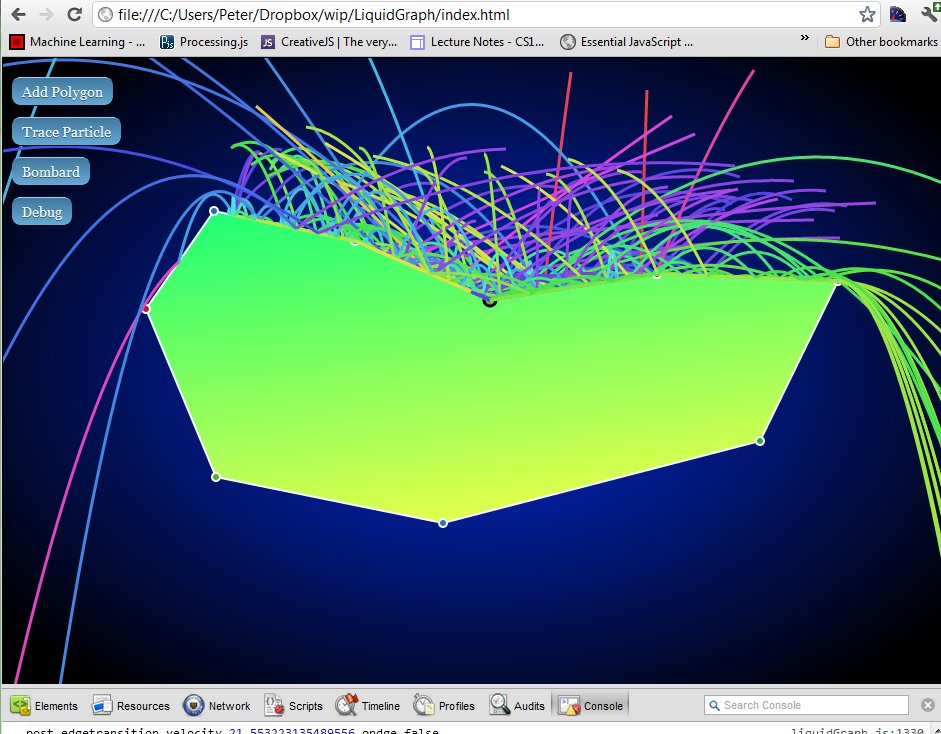 file:///C:/Users/Peter/Dropbox/wip/LiquidGraph/index.html
Machine Learning - ... Processing.js CreativeJS | The very... Lecture Notes - CS1... Essential JavaScript ... » Other bookmarks
Add Polygon
Trace Particle
Bombard
Debug
Elements Resources Network Scripts Timeline Profiles Audits Console Search Console
post edgetransition velocity 21.553223135489556 ondge false liquidGraph.js:1330